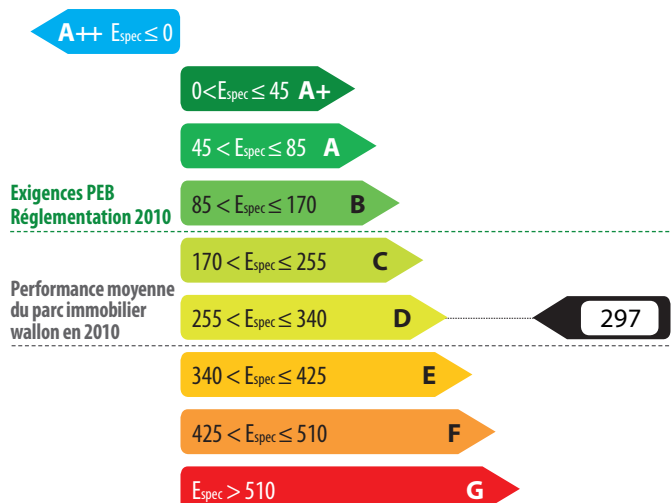 A++ Espec ≤ 0
0<Espec ≤ 45 A+
45 < Espec ≤ 85 A
Exigences PEB
Réglementation 2010
85 < Espec ≤ 170 B
170 < Espec ≤ 255 C
Performance moyenne
du parc immobilier
wallon en 2010
255 < Espec ≤ 340 D
297
340 < Espec ≤ 425 E
425 < Espec ≤ 510 F
Espec > 510 G